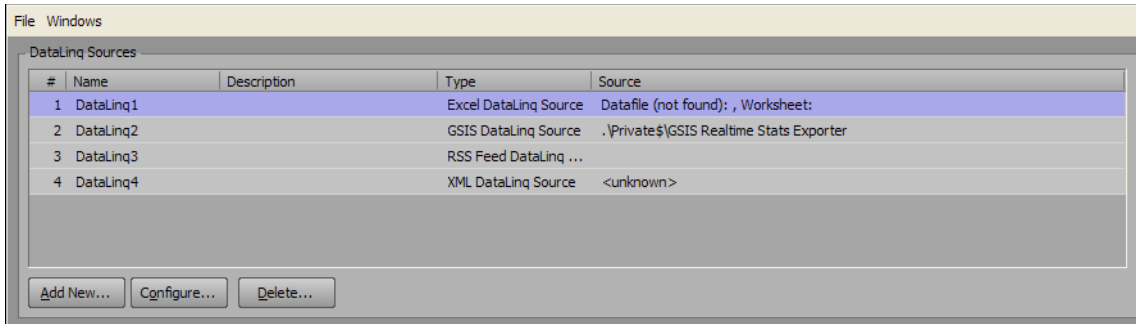 File Windows
DataLinq Sources
# Name Description Type Source
1 DataLinq1 Excel DataLinq Source Datafile (not found): , Worksheet:
2 DataLinq2 GSIS DataLinq Source .\Private$\GSIS Realtime Stats Exporter
3 DataLinq3 RSS Feed DataLinq ...
4 DataLinq4 XML DataLinq Source <unknown>
Add New... Configure... Delete...